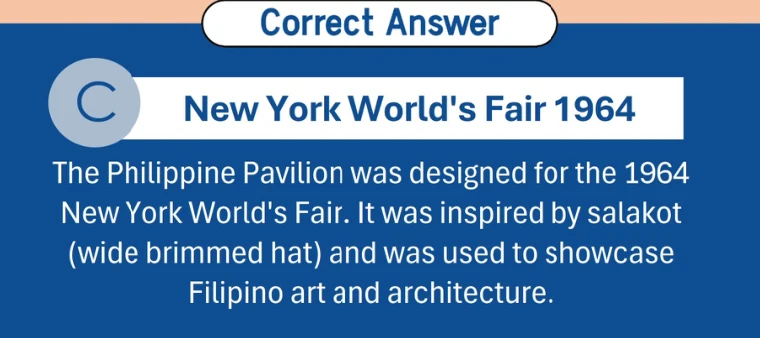 Correct Answer
C
New York World's Fair 1964
The Philippine Pavilion was designed for the 1964
New York World's Fair. It was inspired by salakot
(wide brimmed hat) and was used to showcase
Filipino art and architecture.